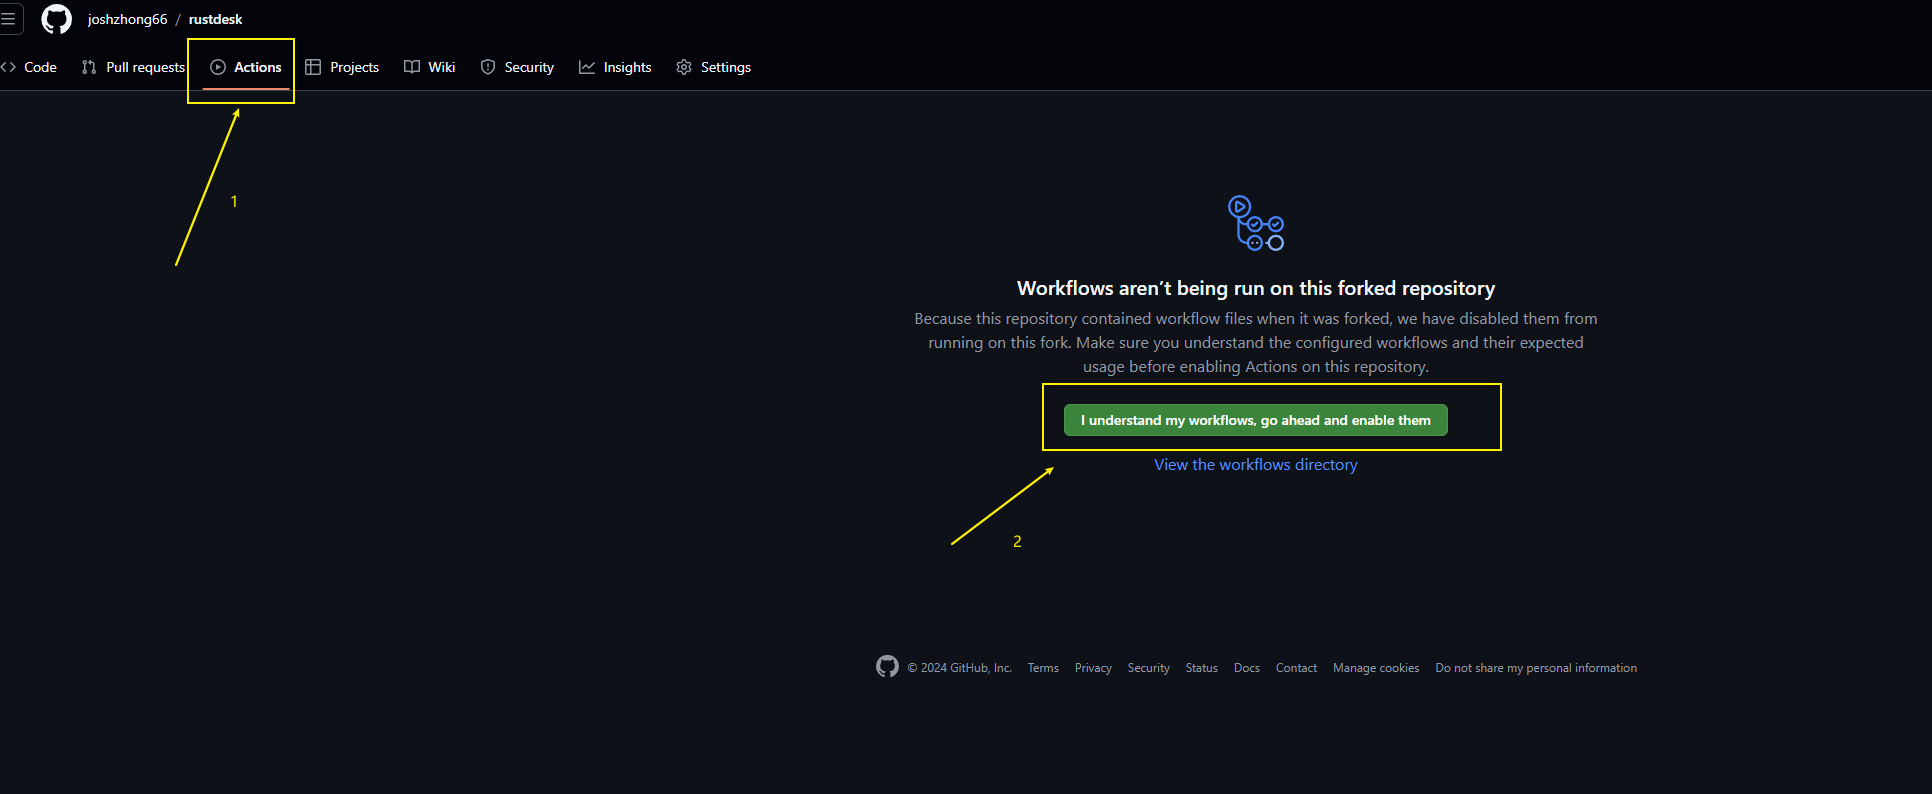 joshzhong66 / rustdesk
Code Pull requests Actions Projects Wiki Security Insights Settings
1
Workflows aren’t being run on this forked repository
Because this repository contained workflow files when it was forked, we have disabled them from
running on this fork. Make sure you understand the configured workflows and their expected
usage before enabling Actions on this repository.
I understand my workflows, go ahead and enable them
View the workflows directory
2
© 2024 GitHub, Inc. Terms Privacy Security Status Docs Contact Manage cookies Do not share my personal information